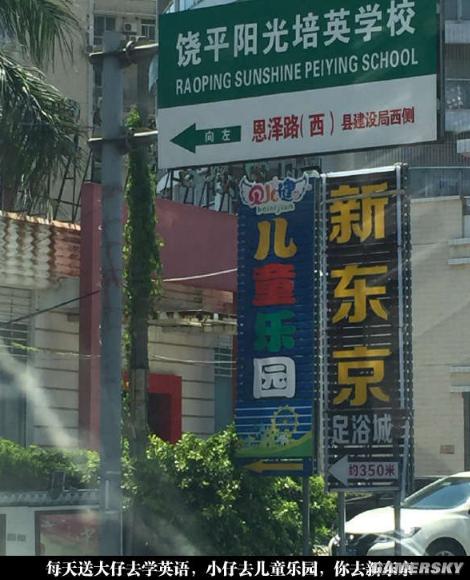 饶平阳光培英学校
RAOPING SUNSHINE PEIYING SCHOOL
向左
恩泽路(西)县建设局西侧
儿童乐园
新东京
足浴城
约350米
每天送大仔去学英语，小仔去儿童乐园，你去新东京
GAMERSKY